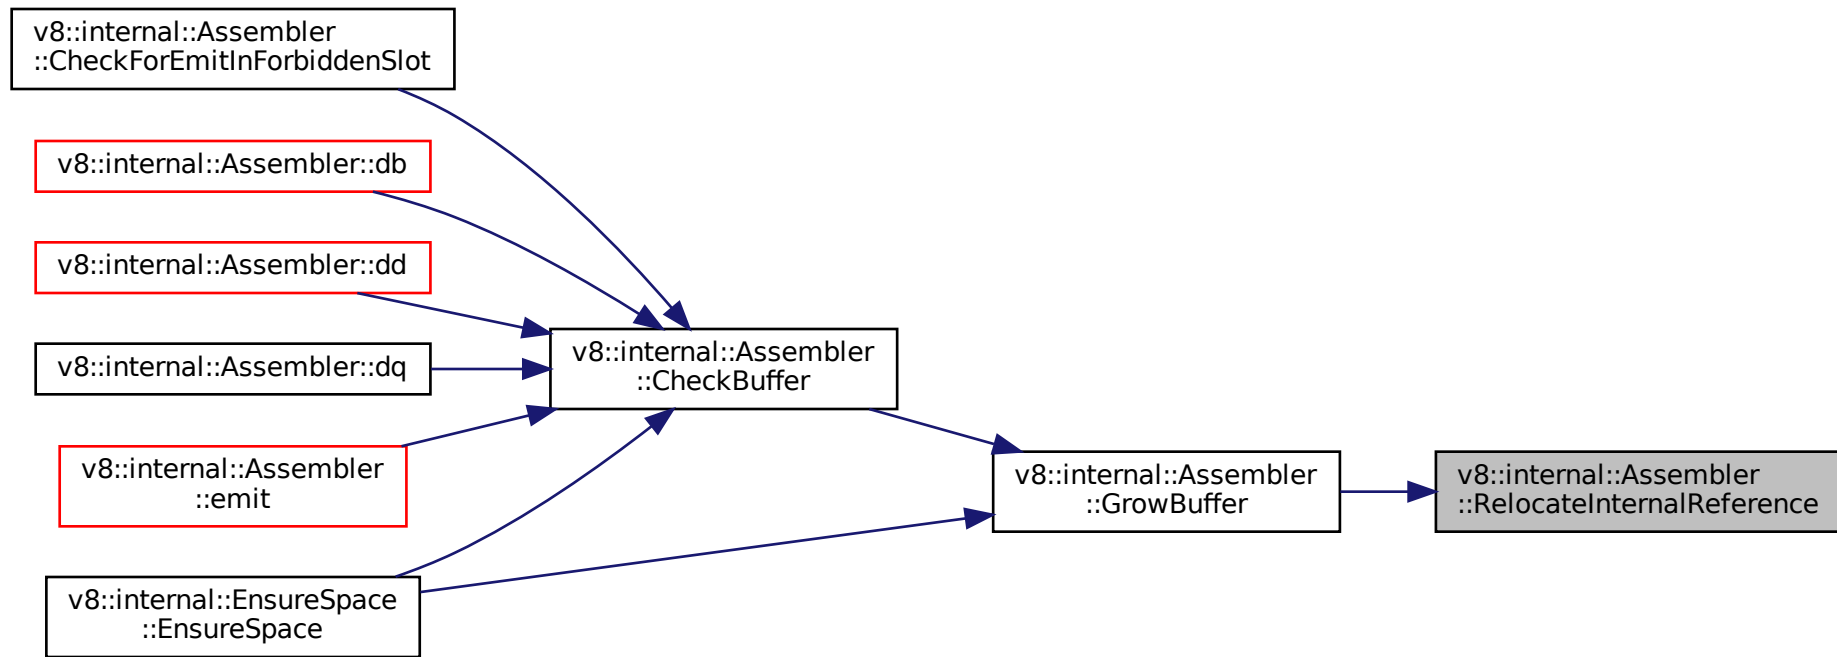 v8::internal::Assembler
::CheckForEmitInForbiddenSlot
v8::internal::Assembler::db
v8::internal::Assembler::dd
v8::internal::Assembler::dq
v8::internal::Assembler
::emit
v8::internal::EnsureSpace
::EnsureSpace
v8::internal::Assembler
::CheckBuffer
v8::internal::Assembler
::GrowBuffer
v8::internal::Assembler
::RelocateInternalReference